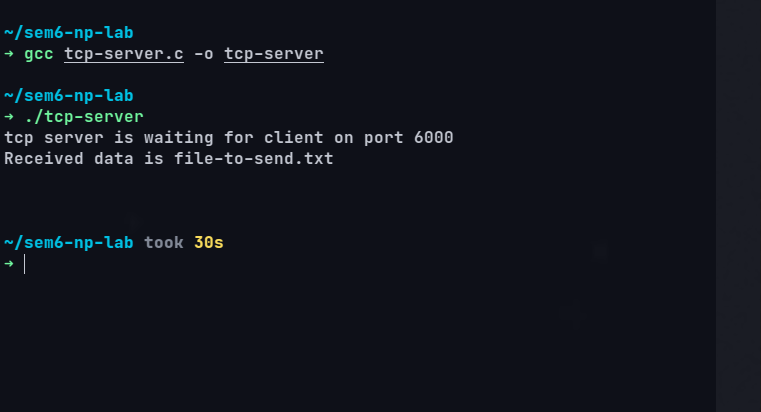 ~/sem6-np-lab
→ gcc tcp-server.c -o tcp-server
~/sem6-np-lab
→ ./tcp-server
tcp server is waiting for client on port 6000
Received data is file-to-send.txt
~/sem6-np-lab took 30s
→